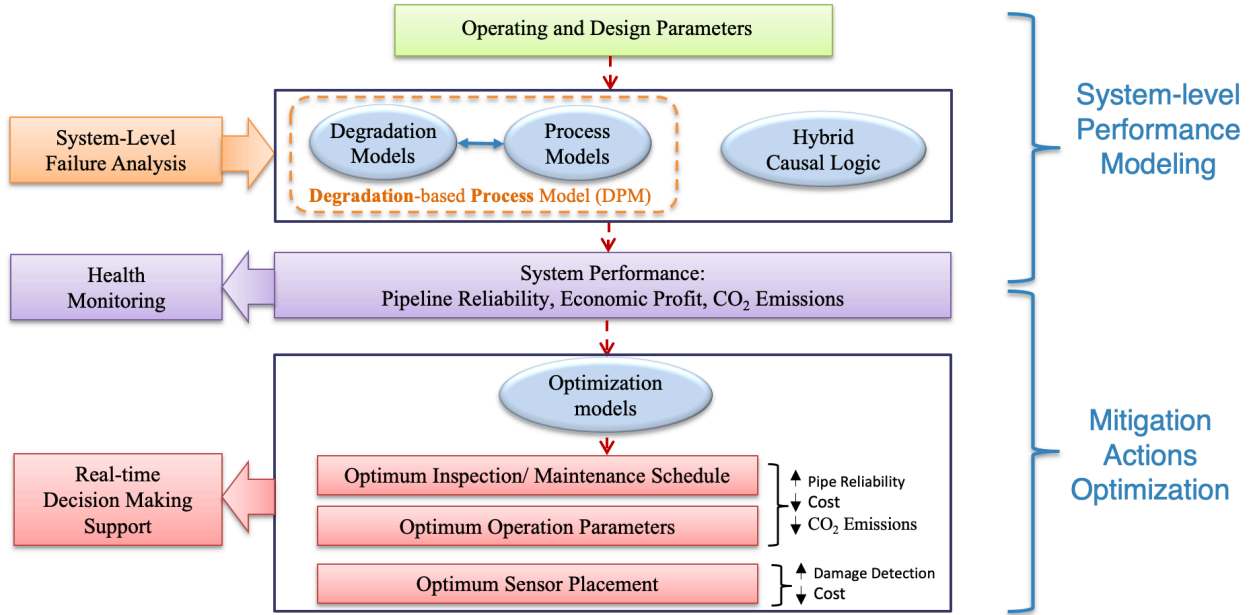 Operating and Design Parameters
System-Level
Failure Analysis
Degradation
Models
Process
Models
Degradation-based Process Model (DPM)
Hybrid
Causal Logic
System-level
Performance
Modeling
Health
Monitoring
System Performance:
Pipeline Reliability, Economic Profit, CO₂ Emissions
Optimization
models
Real-time
Decision Making
Support
Optimum Inspection/ Maintenance Schedule
Optimum Operation Parameters
Pipe Reliability
Cost
CO₂ Emissions
Optimum Sensor Placement
Damage Detection
Cost
Mitigation
Actions
Optimization